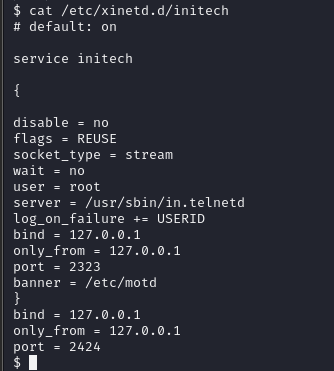 $ cat /etc/xinetd.d/initech
# default: on
service initech
{
disable = no
flags = REUSE
socket_type = stream
wait = no
user = root
server = /usr/sbin/in.telnetd
log_on_failure += USERID
bind = 127.0.0.1
only_from = 127.0.0.1
port = 2323
banner = /etc/motd
}
bind = 127.0.0.1
only_from = 127.0.0.1
port = 2424
$